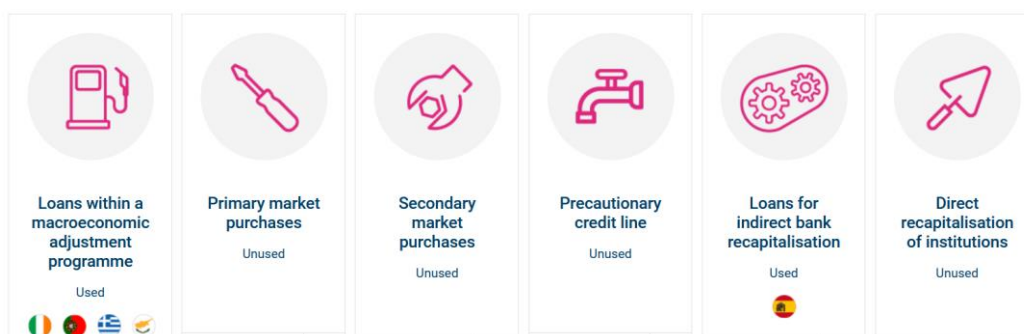 Loans within a
macroeconomic
adjustment
programme
Used
Primary market
purchases
Unused
Secondary
market
purchases
Unused
Precautionary
credit line
Unused
Loans for
indirect bank
recapitalisation
Used
Direct
recapitalisation
of institutions
Unused